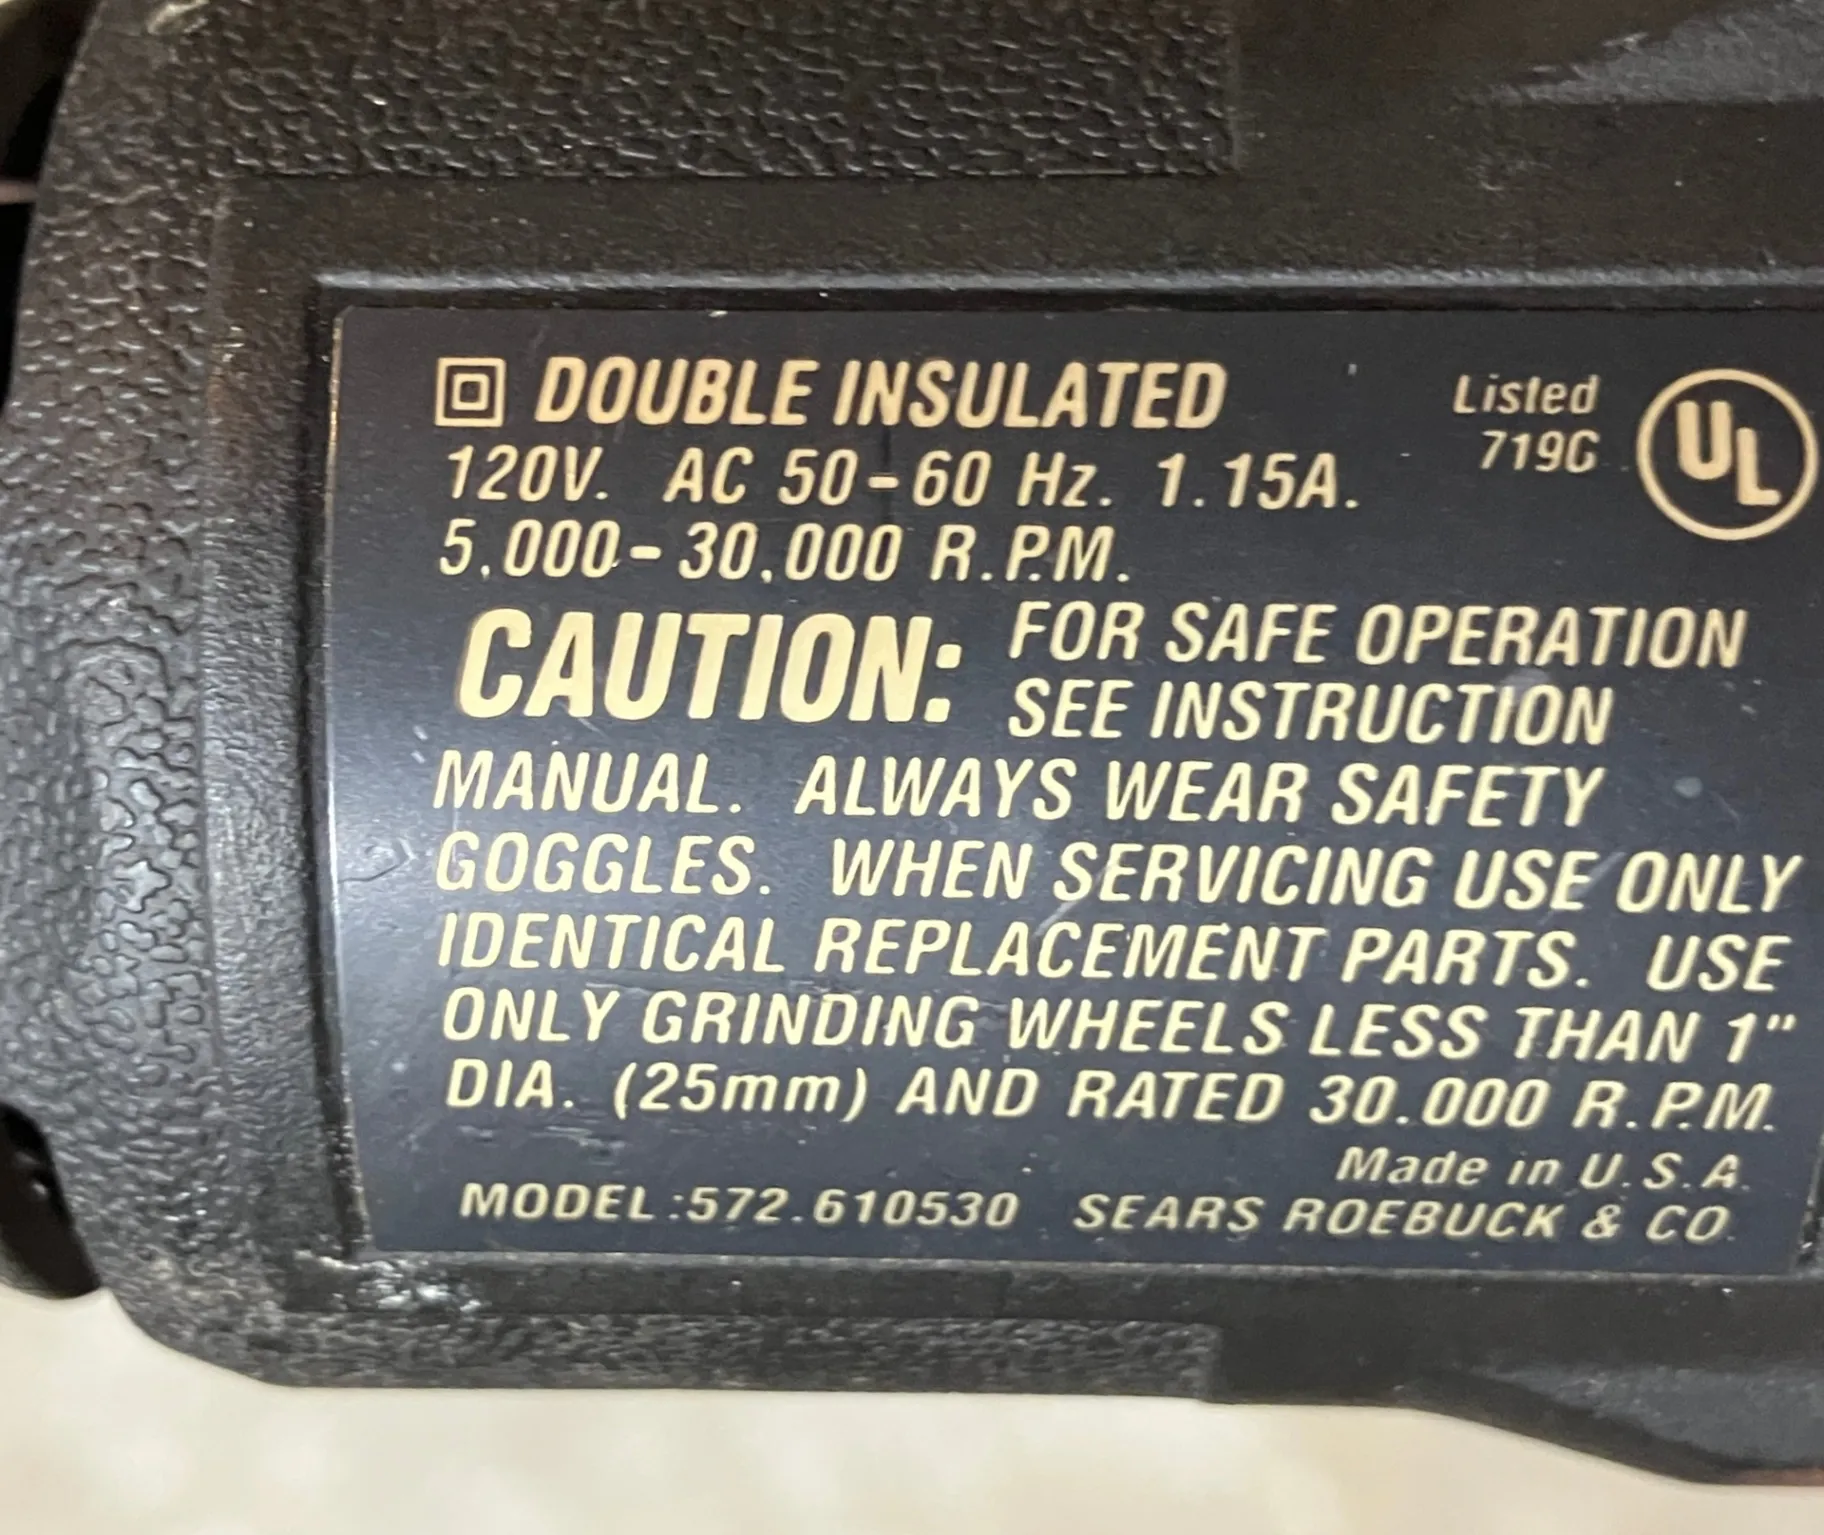 DOUBLE INSULATED
Listed
719G
UL
120V. AC 50-60 Hz. 1.15A.
5,000-30,000 R.P.M.
CAUTION: FOR SAFE OPERATION
SEE INSTRUCTION
MANUAL. ALWAYS WEAR SAFETY
GOGGLES. WHEN SERVICING USE ONLY
IDENTICAL REPLACEMENT PARTS. USE
ONLY GRINDING WHEELS LESS THAN 1"
DIA. (25mm) AND RATED 30.000 R.P.M.
Made in U.S.A.
MODEL:572.610530 SEARS ROEBUCK & CO.